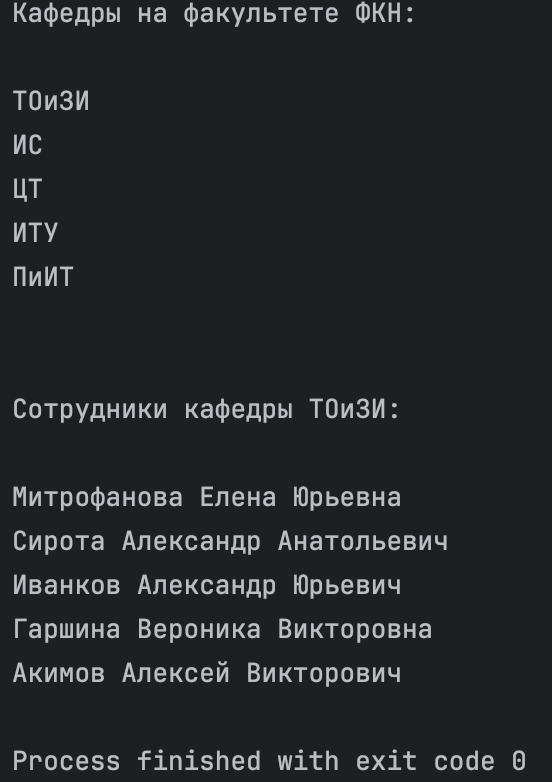 Кафедры на факультете ФКН:
ТОиЗИ
ИС
ЦТ
ИТУ
ПиИТ
Сотрудники кафедры ТОиЗИ:
Митрофанова Елена Юрьевна
Сирота Александр Анатольевич
Иванков Александр Юрьевич
Гаршина Вероника Викторовна
Акимов Алексей Викторович
Process finished with exit code 0